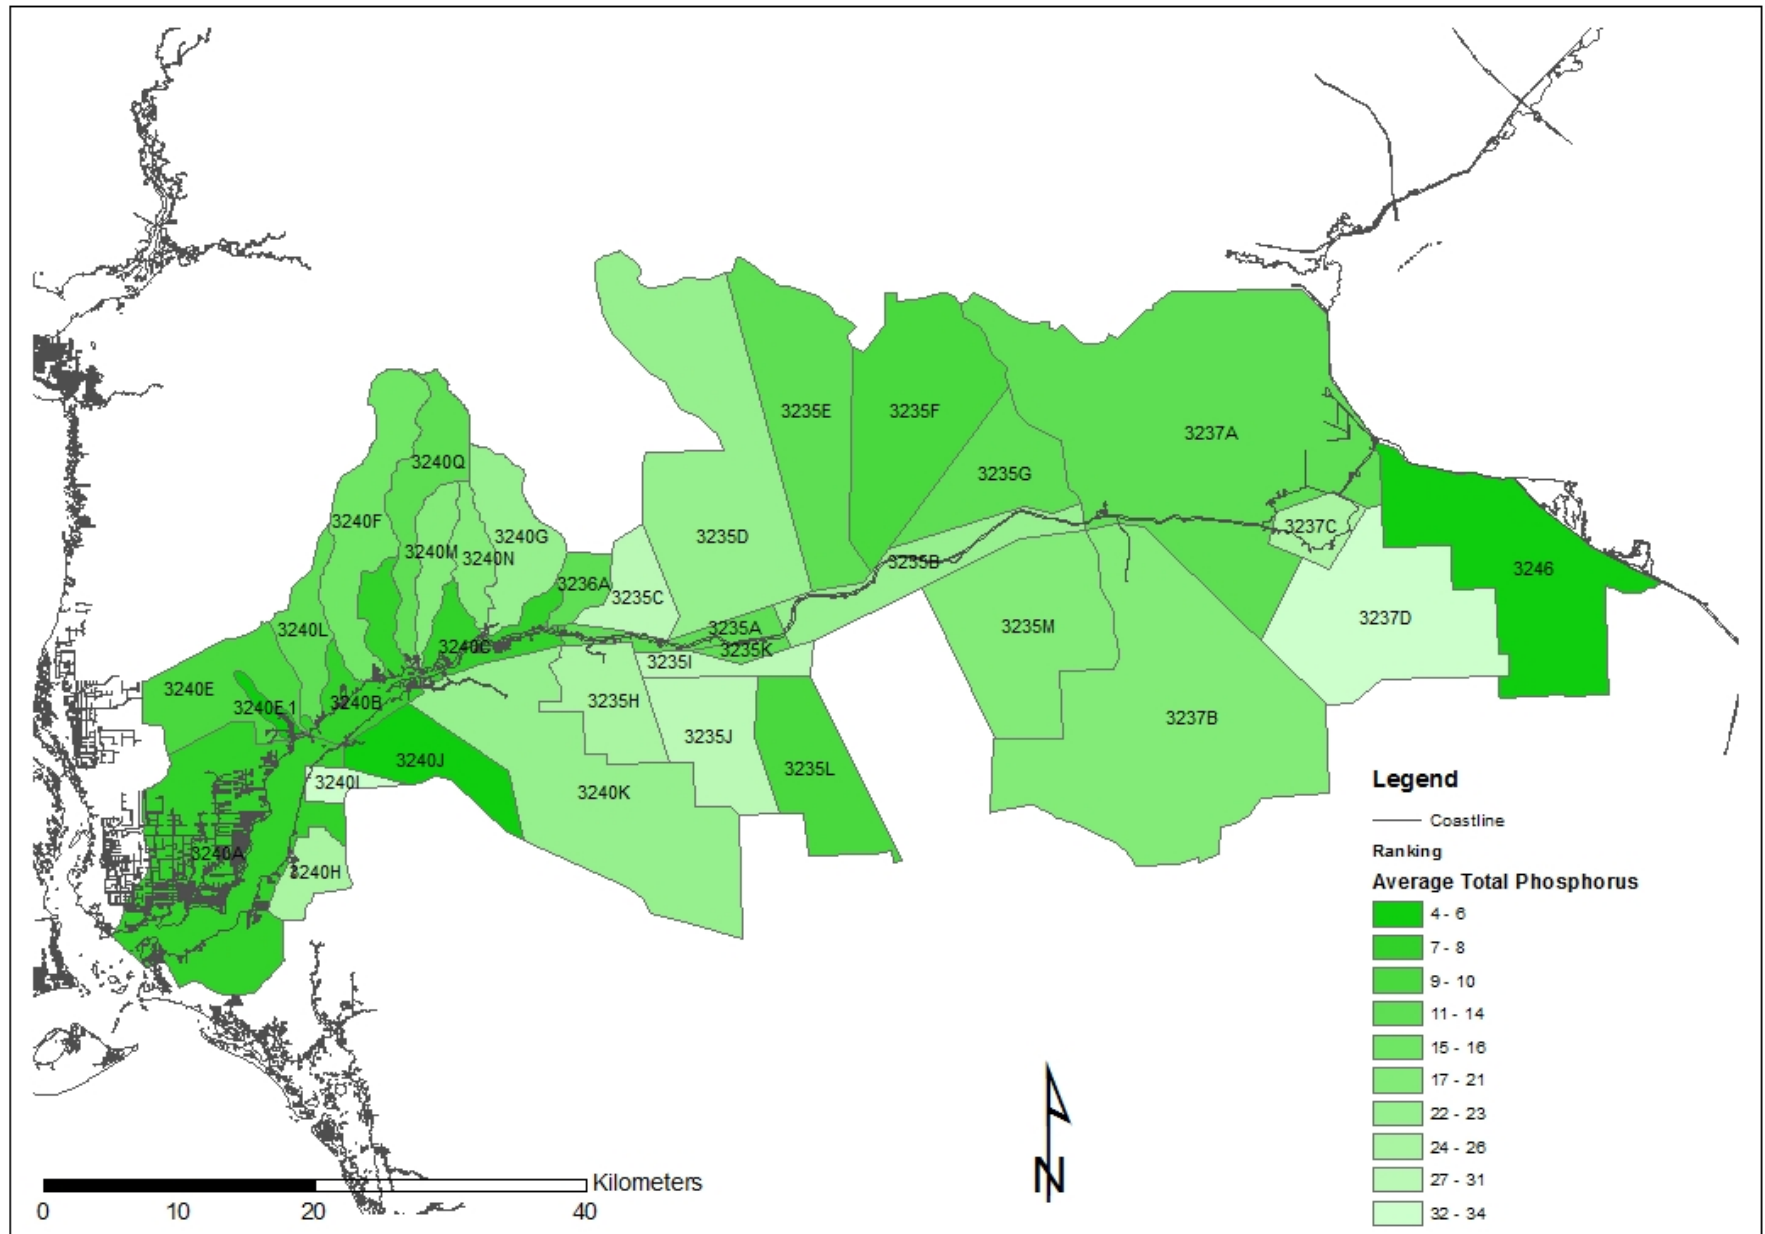 3235E
3235F
3237A
3240Q
3235G
3240F
3237C
3240G
3235D
3240M
3240N
3235B
3246
3236A
3235C
3237D
3240L
3235A
3235M
3240C
3235K
3235I
3240E
3235H
3240E1
3240B
3237B
3235J
3240J
3235L
3240I
3240K
3240A
3240H
Legend
Coastline
Ranking
Average Total Phosphorus
4 - 6
7 - 8
9 - 10
11 - 14
15 - 16
17 - 21
22 - 23
24 - 26
27 - 31
32 - 34
N
Kilometers
0 10 20 40